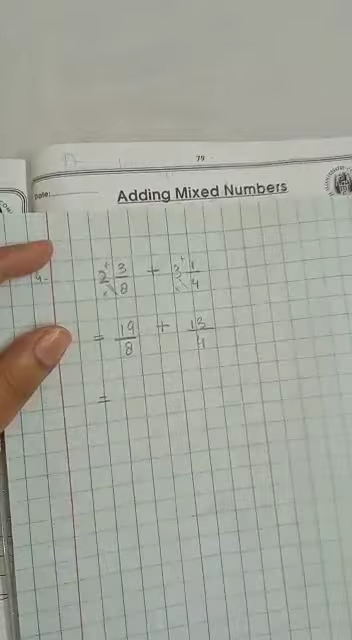 79
Date:
Adding Mixed Numbers
4- 2 3/8 + 3 1/4
= 19/8 + 13/4
=